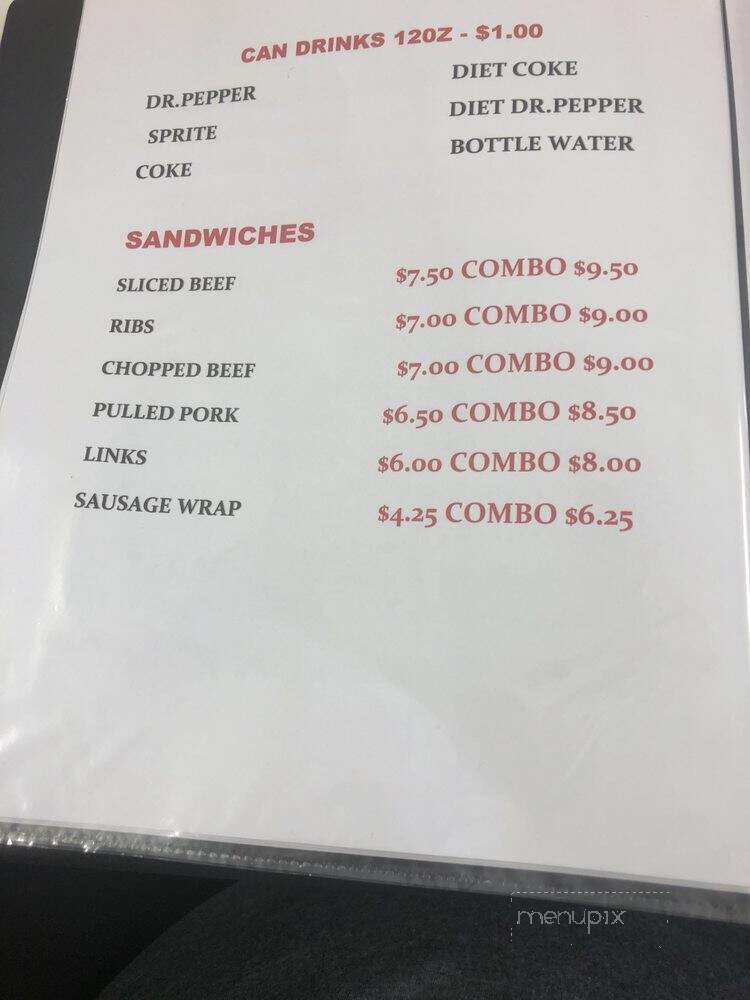 CAN DRINKS 12OZ - $1.00
DR.PEPPER
SPRITE
COKE
DIET COKE
DIET DR.PEPPER
BOTTLE WATER
SANDWICHES
SLICED BEEF $7.50 COMBO $9.50
RIBS $7.00 COMBO $9.00
CHOPPED BEEF $7.00 COMBO $9.00
PULLED PORK $6.50 COMBO $8.50
LINKS $6.00 COMBO $8.00
SAUSAGE WRAP $4.25 COMBO $6.25
menupix